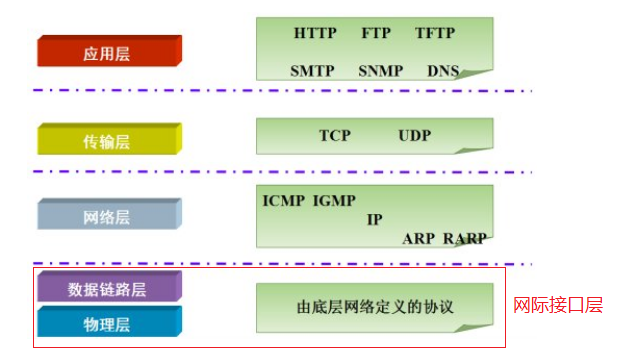 应用层
HTTP FTP TFTP
SMTP SNMP DNS
传输层
TCP UDP
网络层
ICMP IGMP
IP
ARP RARP
数据链路层
物理层
由底层网络定义的协议
网际接口层